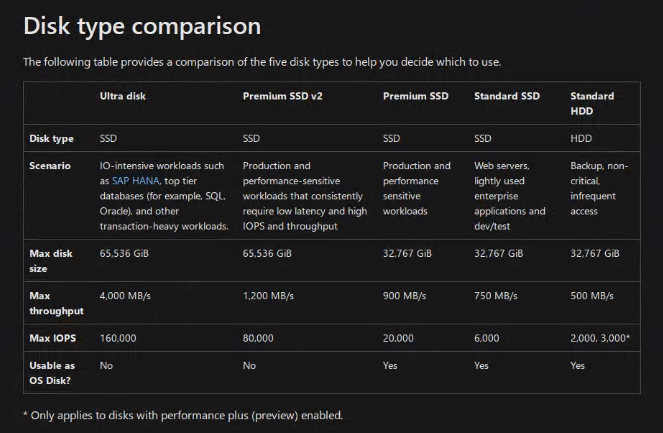 Disk type comparison
The following table provides a comparison of the five disk types to help you decide which to use.
Ultra disk Premium SSD v2 Premium SSD Standard SSD Standard HDD
Disk type SSD SSD SSD SSD HDD
Scenario IO-intensive workloads such as SAP HANA, top tier databases (for example, SQL, Oracle), and other transaction-heavy workloads. Production and performance-sensitive workloads that consistently require low latency and high IOPS and throughput Production and performance sensitive workloads Web servers, lightly used enterprise applications and dev/test Backup, non-critical, infrequent access
Max disk size 65,536 GiB 65,536 GiB 32,767 GiB 32,767 GiB 32,767 GiB
Max throughput 4,000 MB/s 1,200 MB/s 900 MB/s 750 MB/s 500 MB/s
Max IOPS 160,000 80,000 20,000 6,000 2,000, 3,000*
Usable as OS Disk? No No Yes Yes Yes
* Only applies to disks with performance plus (preview) enabled.